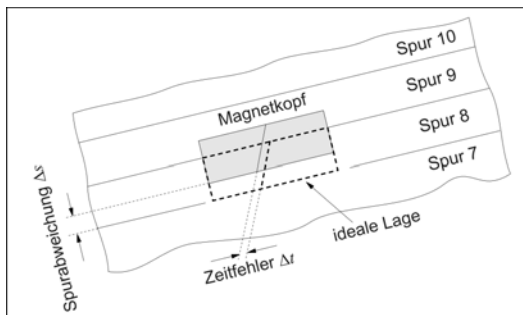 Spur 10
Spur 9
Magnetkopf
Spur 8
Spur 7
Spurabweichung Δs
ideale Lage
Zeitfehler Δt